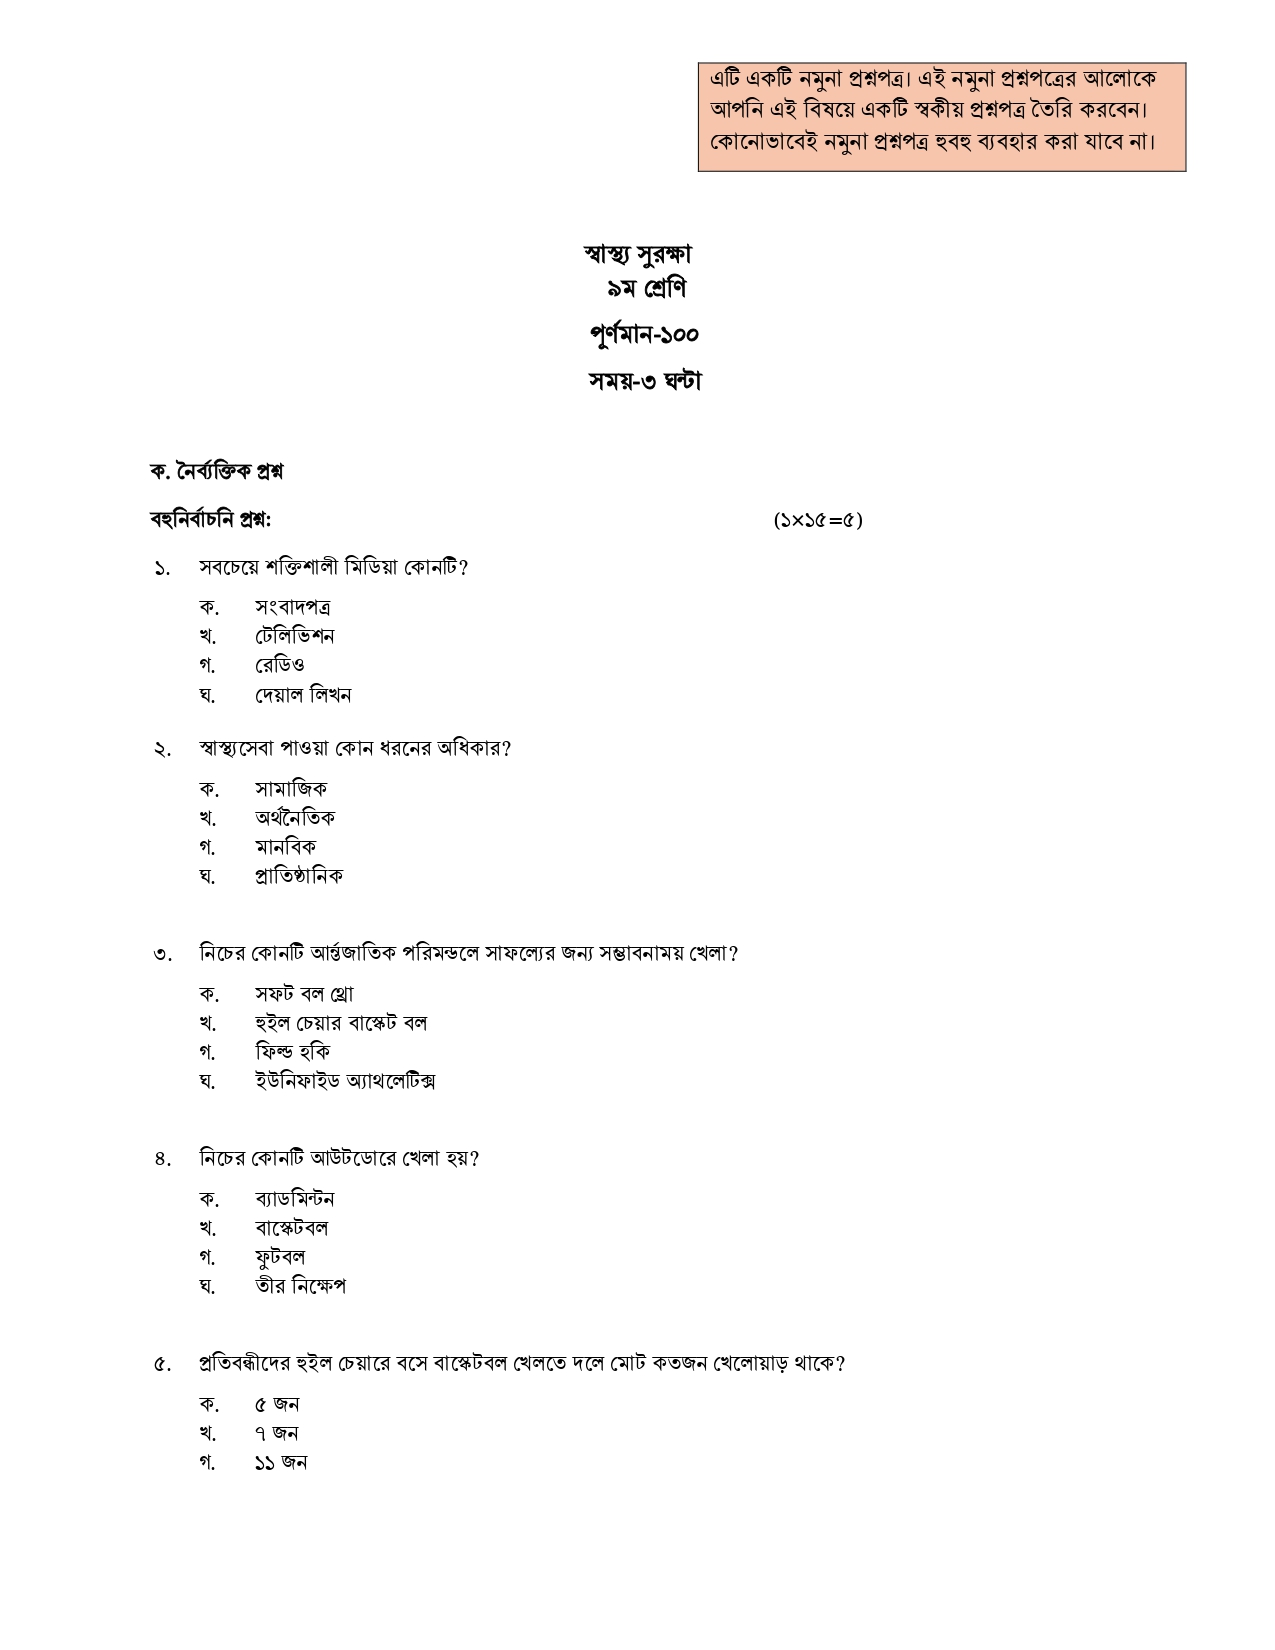 এটি একটি নমুনা প্রশ্নপত্র। এই নমুনা প্রশ্নপত্রের আলোকে
আপনি এই বিষয়ে একটি স্বকীয় প্রশ্নপত্র তৈরি করবেন।
কোনোভাবেই নমুনা প্রশ্নপত্র হুবহু ব্যবহার করা যাবে না।
স্বাস্থ্য সুরক্ষা
৯ম শ্রেণি
পূর্ণমান-১০০
সময়-৩ ঘন্টা
ক. নৈর্ব্যক্তিক প্রশ্ন
বহুনির্বাচনি প্রশ্ন: (১×১৫=৫)
১. সবচেয়ে শক্তিশালী মিডিয়া কোনটি?
ক. সংবাদপত্র
খ. টেলিভিশন
গ. রেডিও
ঘ. দেয়াল লিখন
২. স্বাস্থ্যসেবা পাওয়া কোন ধরনের অধিকার?
ক. সামাজিক
খ. অর্থনৈতিক
গ. মানবিক
ঘ. প্রাতিষ্ঠানিক
৩. নিচের কোনটি আর্ন্তজাতিক পরিমন্ডলে সাফল্যের জন্য সম্ভাবনাময় খেলা?
ক. সফট বল থ্রো
খ. হুইল চেয়ার বাস্কেট বল
গ. ফিল্ড হকি
ঘ. ইউনিফাইড অ্যাথলেটিক্স
৪. নিচের কোনটি আউটডোরে খেলা হয়?
ক. ব্যাডমিন্টন
খ. বাস্কেটবল
গ. ফুটবল
ঘ. তীর নিক্ষেপ
৫. প্রতিবন্ধীদের হুইল চেয়ারে বসে বাস্কেটবল খেলতে দলে মোট কতজন খেলোয়াড় থাকে?
ক. ৫ জন
খ. ৭ জন
গ. ১১ জন